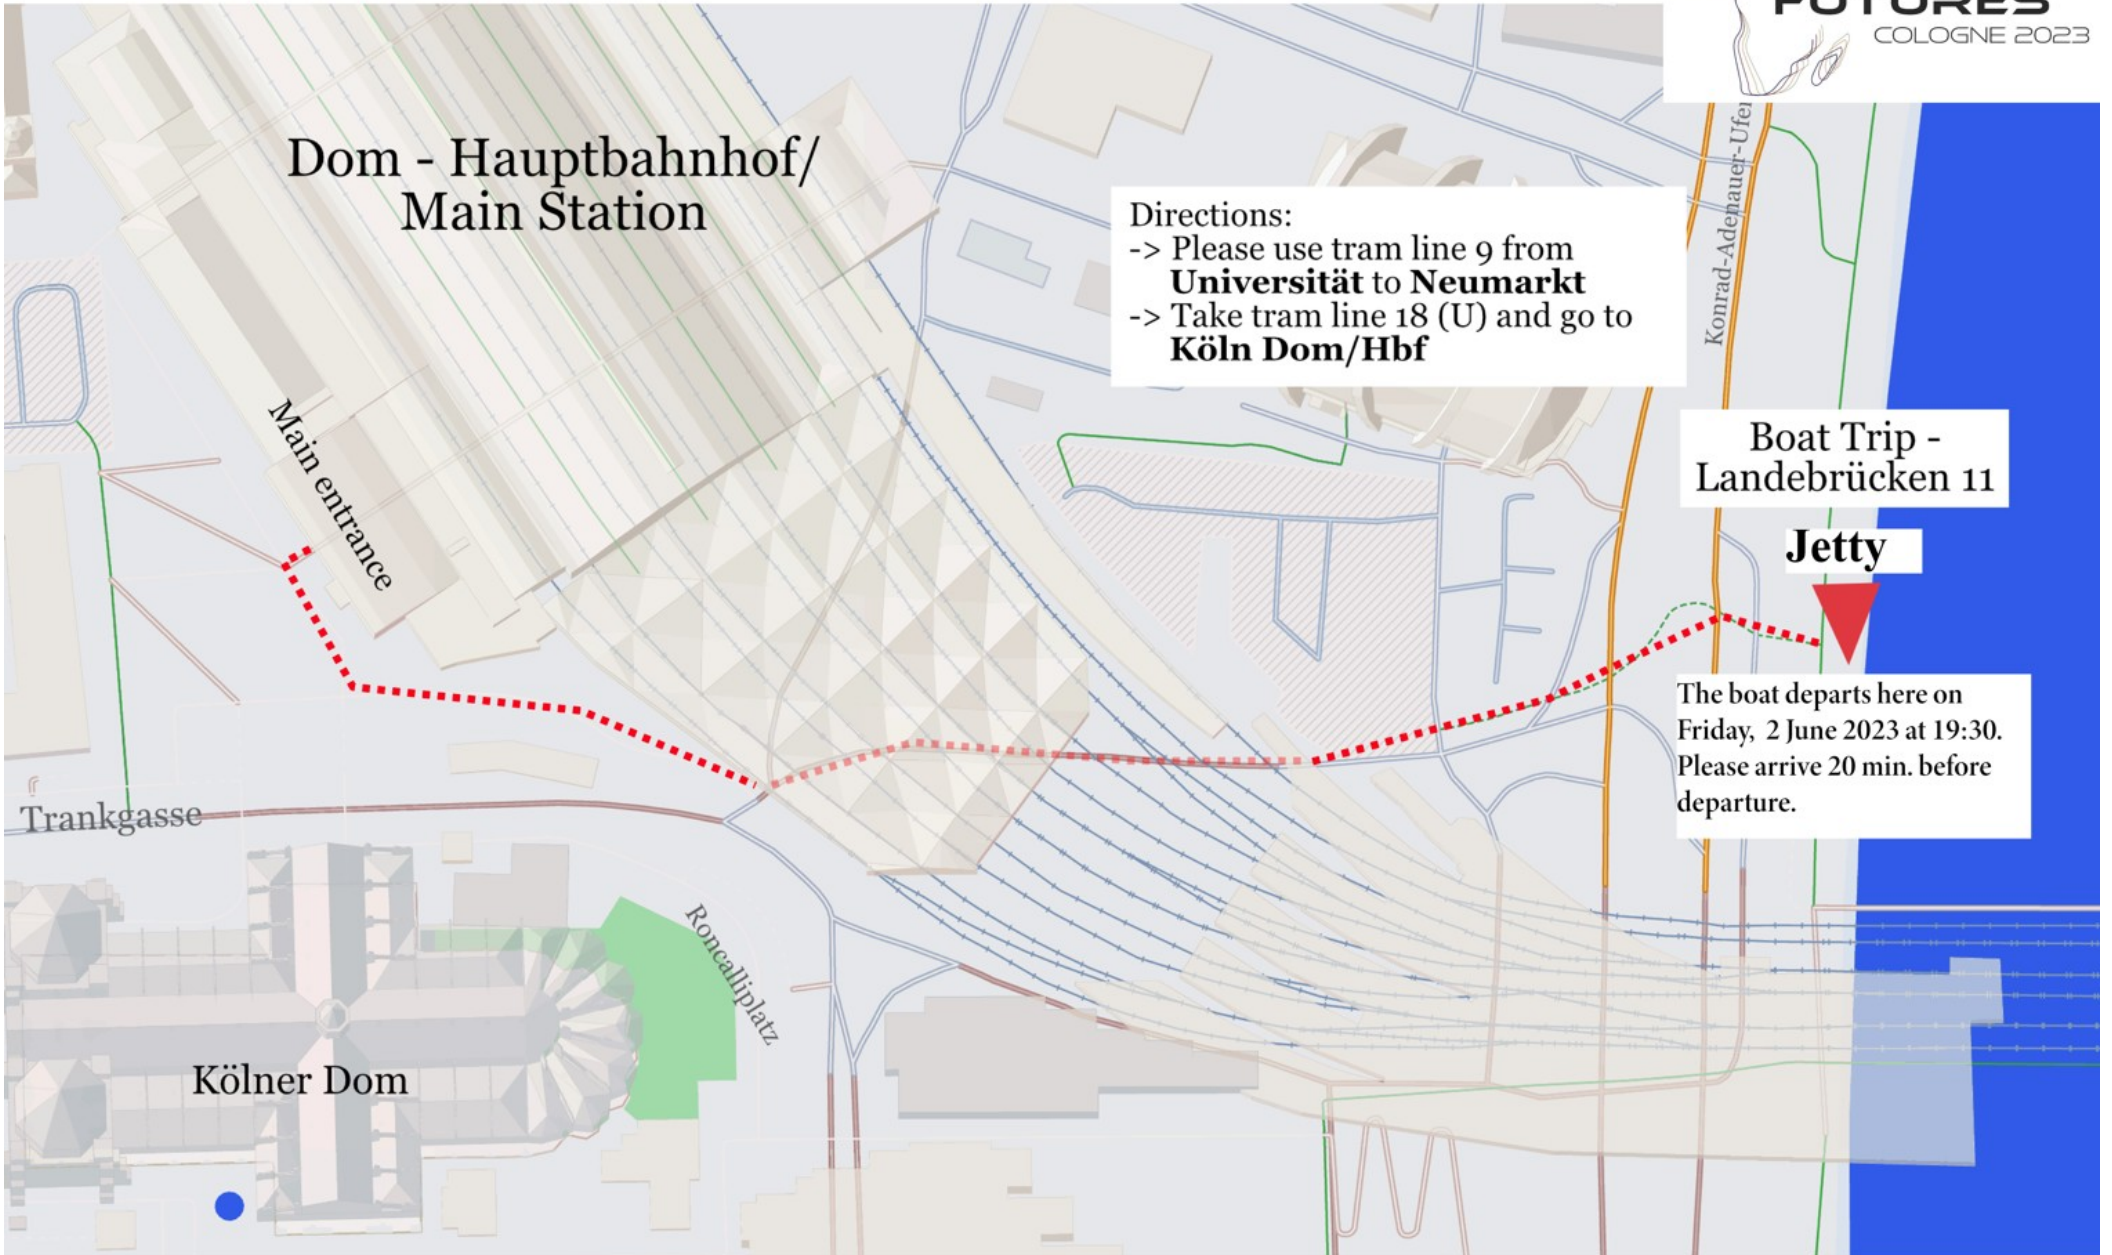 FUTURES
COLOGNE 2023
Dom - Hauptbahnhof/
Main Station
Konrad-Adenauer-Ufer
Directions:
-> Please use tram line 9 from
Universität to Neumarkt
-> Take tram line 18 (U) and go to
Köln Dom/Hbf
Main entrance
Boat Trip -
Landebrücken 11
Jetty
The boat departs here on
Friday, 2 June 2023 at 19:30.
Please arrive 20 min. before
departure.
Trankgasse
Roncalliplatz
Kölner Dom